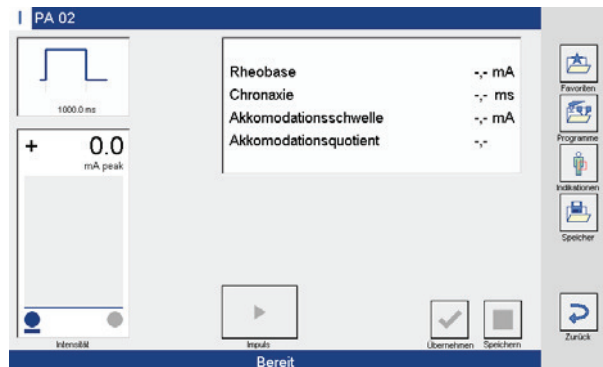 PA 02
1000.0 ms
+ 0.0
mA peak
Intensität
Rheobase -,- mA
Chronaxie -,- ms
Akkomodationsschwelle -,- mA
Akkomodationsquotient -,-
Impuls
Übernehmen
Speichern
Favoriten
Programme
Indikationen
Speicher
Zurück
Bereit